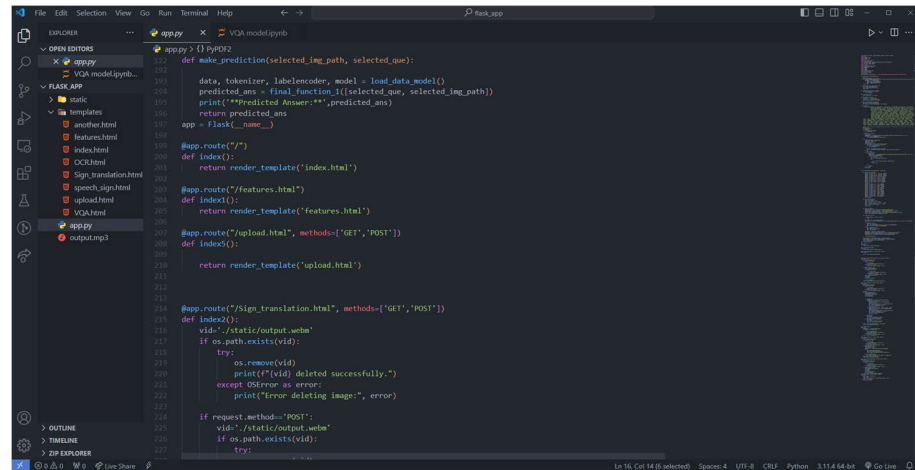 File Edit Selection View Go Run Terminal Help
flask_app
EXPLORER
OPEN EDITORS
app.py
VQA model.ipynb...
FLASK_APP
static
templates
another.html
features.html
index.html
OCR.html
Sign_translation.html
speech_sign.html
upload.html
VQA.html
app.py
output.mp3
OUTLINE
TIMELINE
ZIP EXPLORER
app.py VQA model.ipynb
app.py > {} PyPDF2
122 def make_prediction(selected_img_path, selected_que):
192
193 data, tokenizer, labelencoder, model = load_data_model()
194 predicted_ans = final_function_1([selected_que, selected_img_path])
195 print('**Predicted Answer:**',predicted_ans)
196 return predicted_ans
197 app = Flask(__name__)
198
199 @app.route("/")
200 def index():
201 return render_template('index.html')
202
203 @app.route("/features.html")
204 def index1():
205 return render_template('features.html')
206
207 @app.route("/upload.html", methods=['GET','POST'])
208 def index5():
209
210 return render_template('upload.html')
211
212
213
214 @app.route("/Sign_translation.html", methods=['GET','POST'])
215 def index2():
216 vid='./static/output.webm'
217 if os.path.exists(vid):
218 try:
219 os.remove(vid)
220 print(f"{vid} deleted successfully.")
221 except OSError as error:
222 print("Error deleting image:", error)
223
224 if request.method=='POST':
225 vid='./static/output.webm'
226 if os.path.exists(vid):
227 try:
0 0 0 Live Share
Ln 16, Col 14 (6 selected) Spaces: 4 UTF-8 CRLF Python 3.11.4 64-bit Go Live